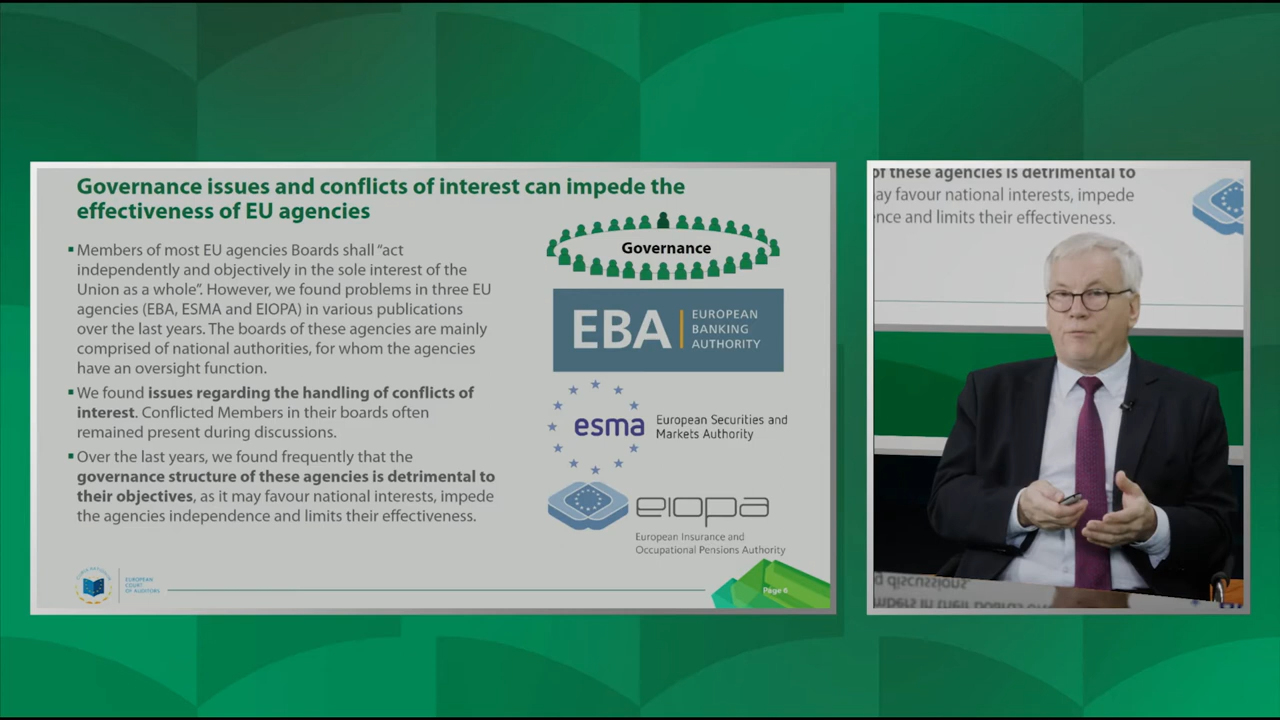 Governance issues and conflicts of interest can impede the
effectiveness of EU agencies
Members of most EU agencies Boards shall "act
independently and objectively in the sole interest of the
Union as a whole". However, we found problems in three EU
agencies (EBA, ESMA and EIOPA) in various publications
over the last years. The boards of these agencies are mainly
comprised of national authorities, for whom the agencies
have an oversight function.
We found issues regarding the handling of conflicts of
interest. Conflicted Members in their boards often
remained present during discussions.
Over the last years, we found frequently that the
governance structure of these agencies is detrimental to
their objectives, as it may favour national interests, impede
the agencies independence and limits their effectiveness.
Governance
EBA
EUROPEAN
BANKING
AUTHORITY
esma
European Securities and
Markets Authority
eiopa
European Insurance and
Occupational Pensions Authority
EUROPEAN
COURT
OF AUDITORS
Page 6
of these agencies is detrimental to
ay favour national interests, impede
nce and limits their effectiveness.